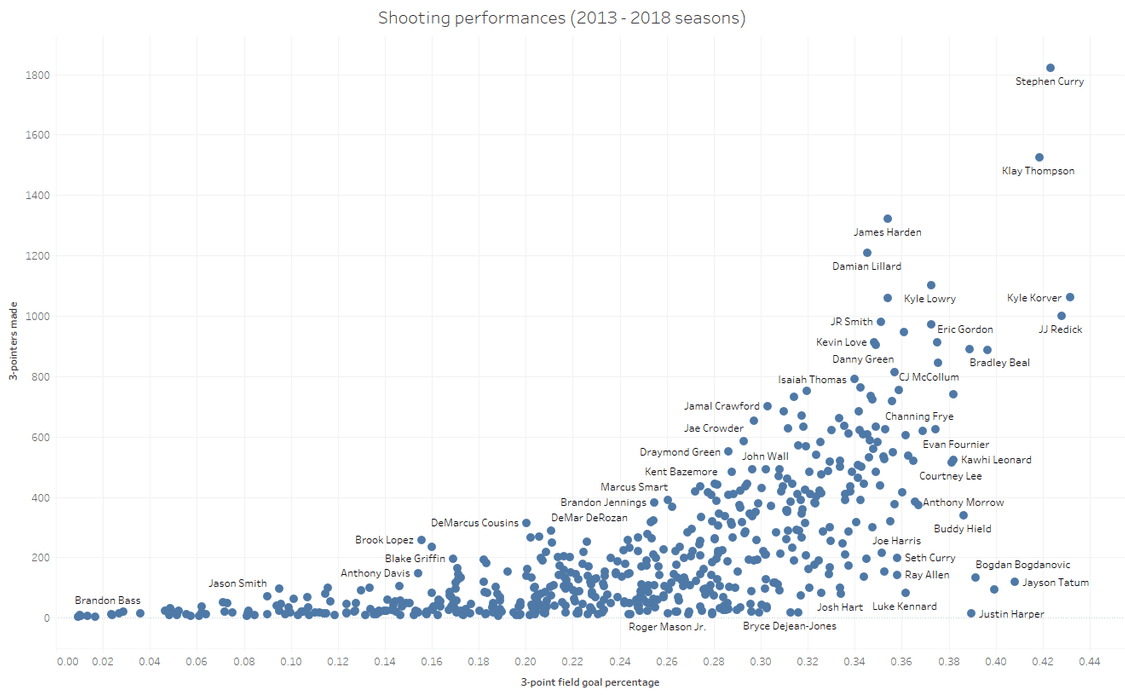 Shooting performances (2013 - 2018 seasons)
1800
Stephen Curry
1600
Klay Thompson
1400
James Harden
1200
Damian Lillard
Kyle Lowry
Kyle Korver
1000
JR Smith
Eric Gordon
JJ Redick
Kevin Love
Danny Green
Bradley Beal
800
Isaiah Thomas
CJ McCollum
Jamal Crawford
Channing Frye
Jae Crowder
600
Evan Fournier
Draymond Green
John Wall
Kawhi Leonard
Kent Bazemore
Courtney Lee
Marcus Smart
400
Brandon Jennings
Anthony Morrow
DeMarcus Cousins
DeMar DeRozan
Buddy Hield
Brook Lopez
Joe Harris
200
Blake Griffin
Seth Curry
Bogdan Bogdanovic
Anthony Davis
Ray Allen
Jason Smith
Jayson Tatum
Brandon Bass
Josh Hart
Luke Kennard
Justin Harper
0
Roger Mason Jr.
Bryce Dejean-Jones
3-pointers made
0.00 0.02 0.04 0.06 0.08 0.10 0.12 0.14 0.16 0.18 0.20 0.22 0.24 0.26 0.28 0.30 0.32 0.34 0.36 0.38 0.40 0.42 0.44
3-point field goal percentage